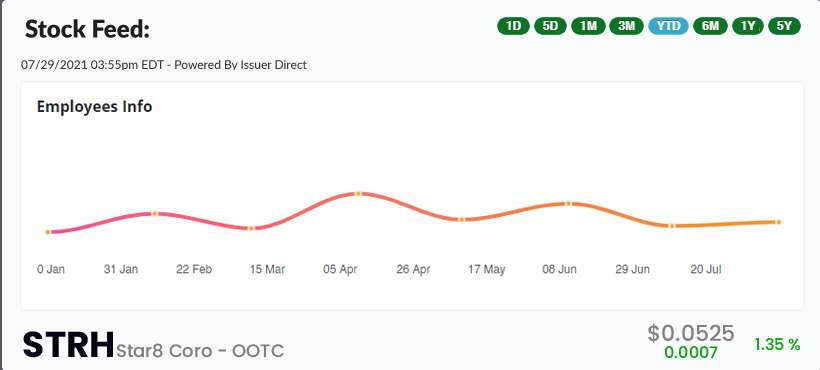 Stock Feed:
1D 5D 1M 3M YTD 6M 1Y 5Y
07/29/2021 03:55pm EDT - Powered By Issuer Direct
Employees Info
0 Jan 31 Jan 22 Feb 15 Mar 05 Apr 26 Apr 17 May 08 Jun 29 Jun 20 Jul
STRH Star8 Coro - OOTC
$0.0525
0.0007 1.35 %